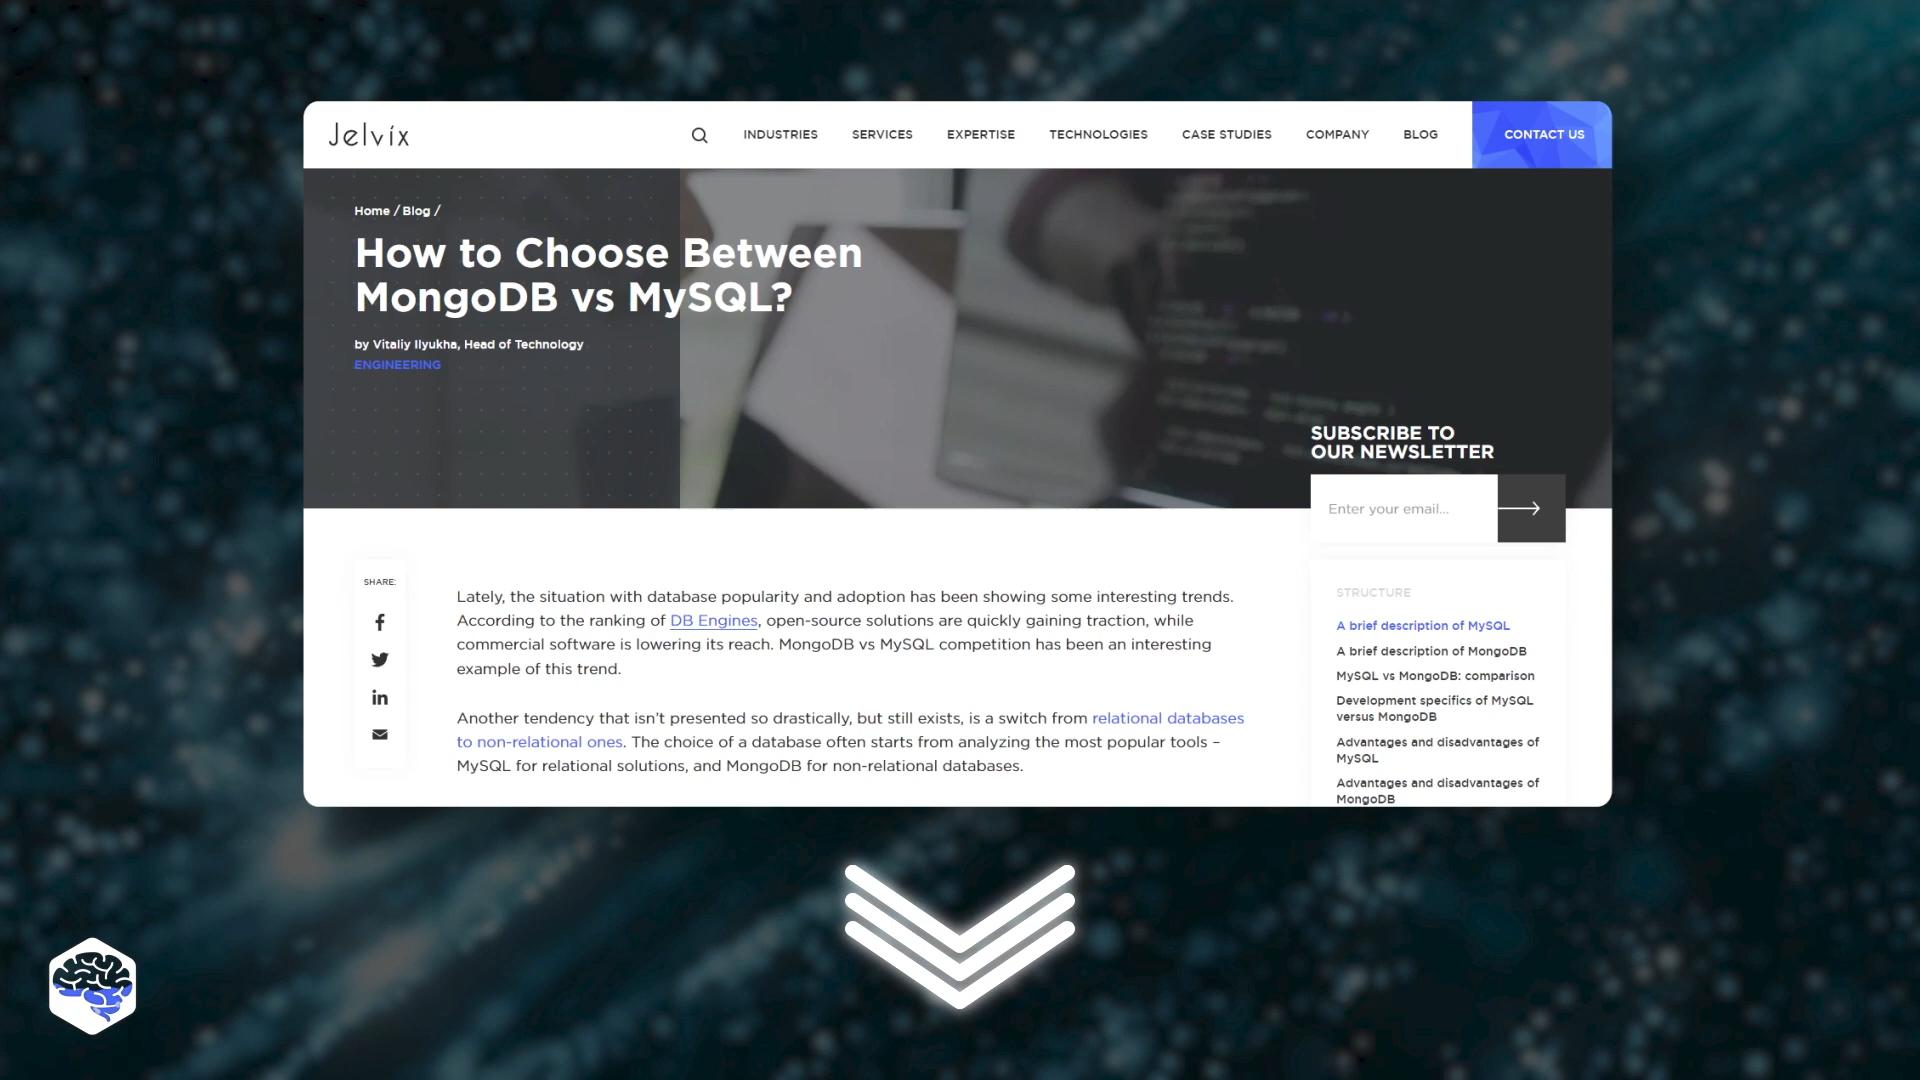 Jelvix
INDUSTRIES
SERVICES
EXPERTISE
TECHNOLOGIES
CASE STUDIES
COMPANY
BLOG
CONTACT US
Home / Blog /
How to Choose Between
MongoDB vs MySQL?
by Vitaliy Ilyukha, Head of Technology
ENGINEERING
SUBSCRIBE TO
OUR NEWSLETTER
Enter your email...
SHARE:
Lately, the situation with database popularity and adoption has been showing some interesting trends.
According to the ranking of DB Engines, open-source solutions are quickly gaining traction, while
commercial software is lowering its reach. MongoDB vs MySQL competition has been an interesting
example of this trend.
Another tendency that isn’t presented so drastically, but still exists, is a switch from relational databases
to non-relational ones. The choice of a database often starts from analyzing the most popular tools –
MySQL for relational solutions, and MongoDB for non-relational databases.
STRUCTURE
A brief description of MySQL
A brief description of MongoDB
MySQL vs MongoDB: comparison
Development specifics of MySQL
versus MongoDB
Advantages and disadvantages of
MySQL
Advantages and disadvantages of
MongoDB